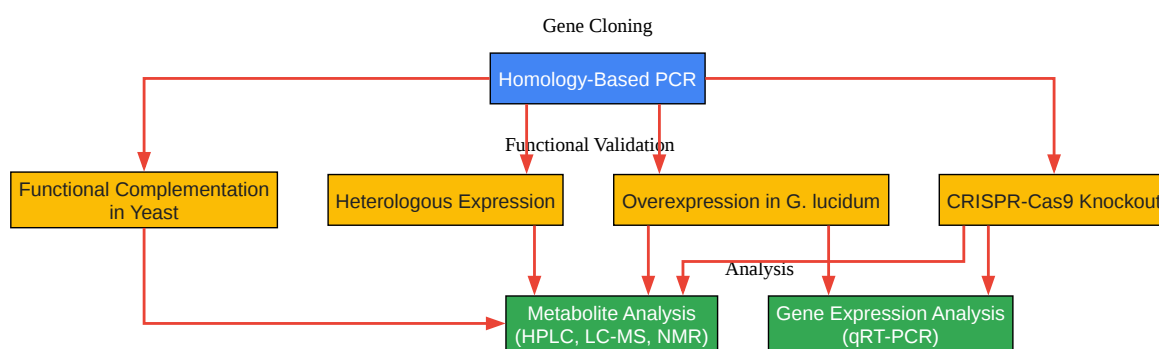 Gene Cloning
Homology-Based PCR
Functional Validation
Functional Complementation
in Yeast
Heterologous Expression
Overexpression in G. lucidum
CRISPR-Cas9 Knockout
Analysis
Metabolite Analysis
(HPLC, LC-MS, NMR)
Gene Expression Analysis
(qRT-PCR)